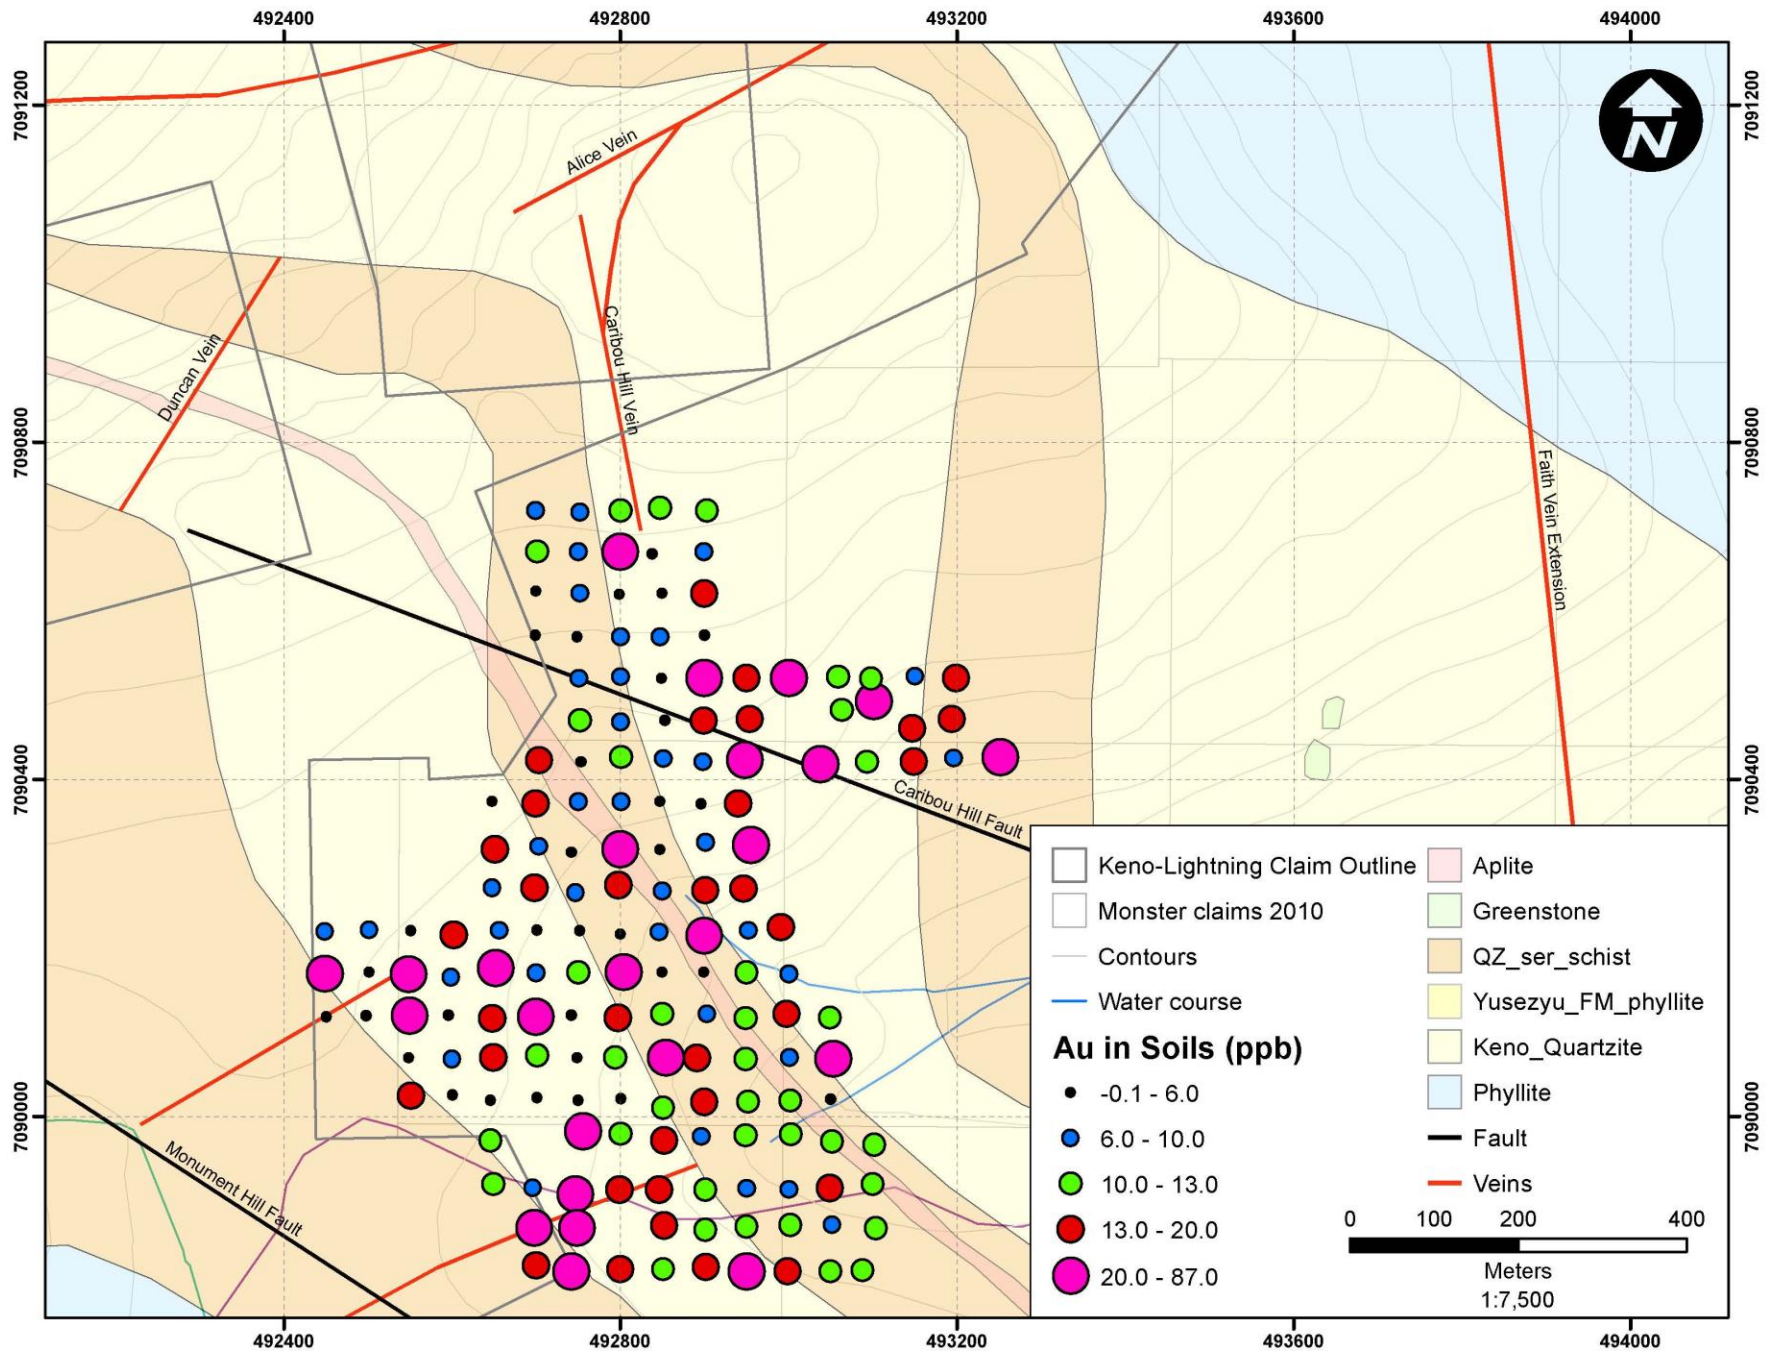 492400 492800 493200 493600 494000
7091200
7091200
N
Alice Vein
Caribou Hill Vein
Duncan Vein
7090800
7090800
Faith Vein Extension
7090400
7090400
Caribou Hill Fault
Keno-Lightning Claim Outline
Monster claims 2010
Contours
Water course
Au in Soils (ppb)
-0.1 - 6.0
6.0 - 10.0
10.0 - 13.0
13.0 - 20.0
20.0 - 87.0
Aplite
Greenstone
QZ_ser_schist
Yusezyu_FM_phyllite
Keno_Quartzite
Phyllite
Fault
Veins
0 100 200 400
Meters
1:7,500
7090000
7090000
Monument Hill Fault
492400 492800 493200 493600 494000